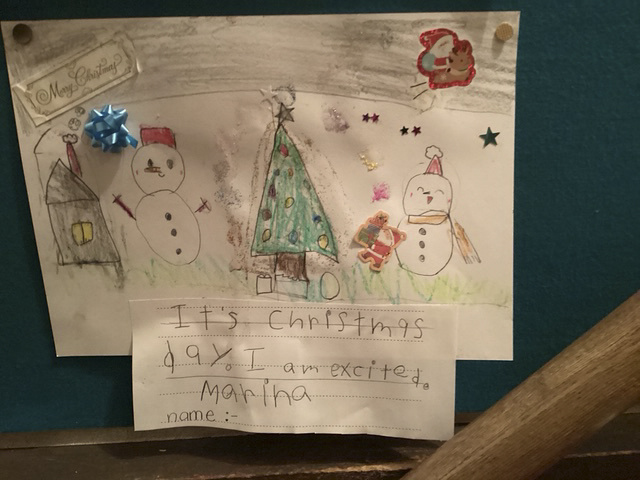 Merry Christmas
It's Christmas
day. I am excited.
Marina
name :-